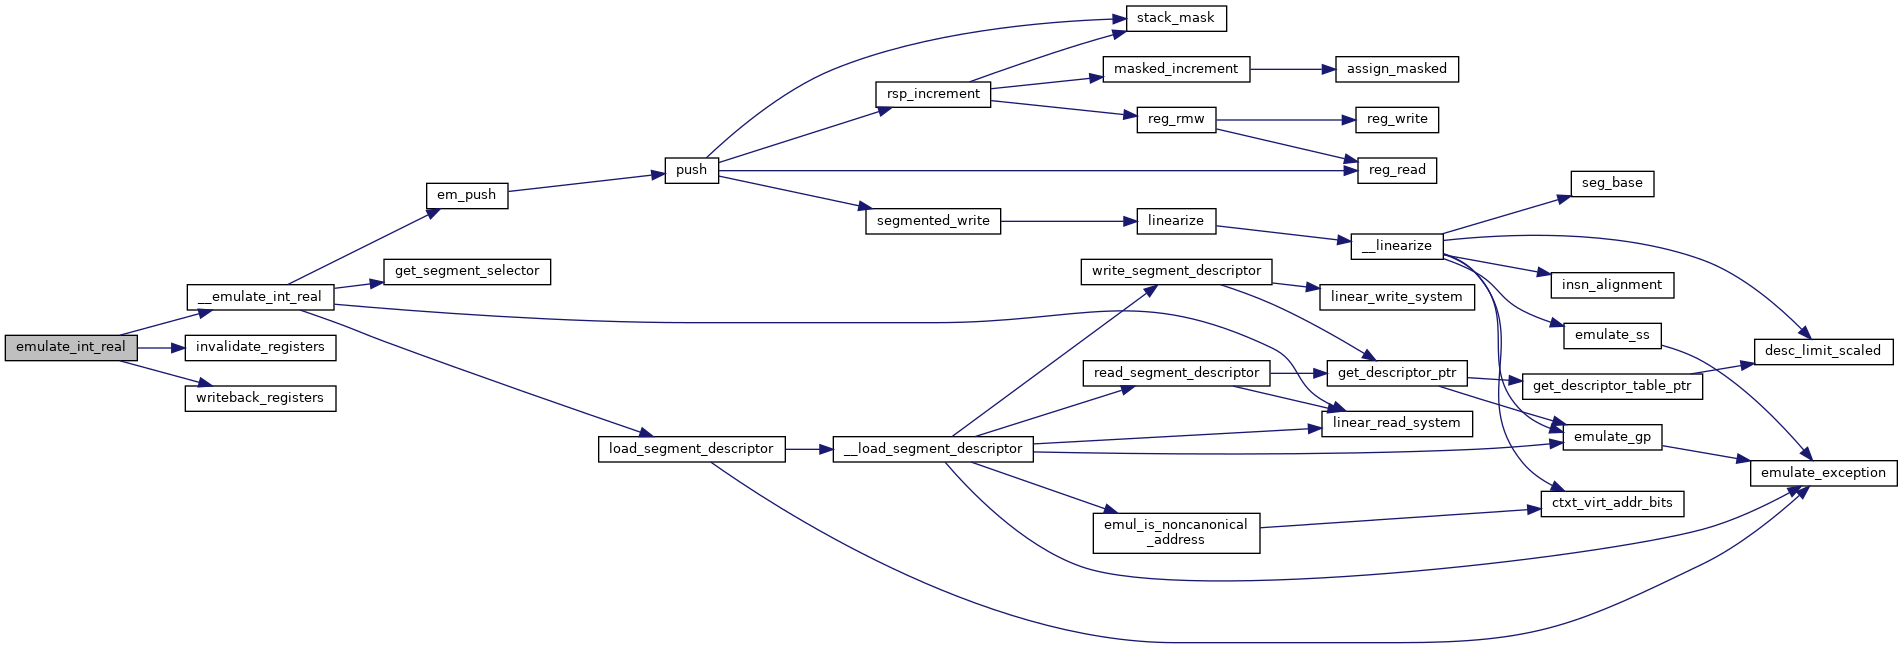 stack_mask
masked_increment
assign_masked
rsp_increment
reg_rmw
reg_write
push
reg_read
seg_base
em_push
segmented_write
linearize
__linearize
get_segment_selector
write_segment_descriptor
insn_alignment
__emulate_int_real
linear_write_system
emulate_ss
emulate_int_real
invalidate_registers
desc_limit_scaled
read_segment_descriptor
get_descriptor_ptr
get_descriptor_table_ptr
writeback_registers
linear_read_system
emulate_gp
load_segment_descriptor
__load_segment_descriptor
emulate_exception
ctxt_virt_addr_bits
emul_is_noncanonical
_address